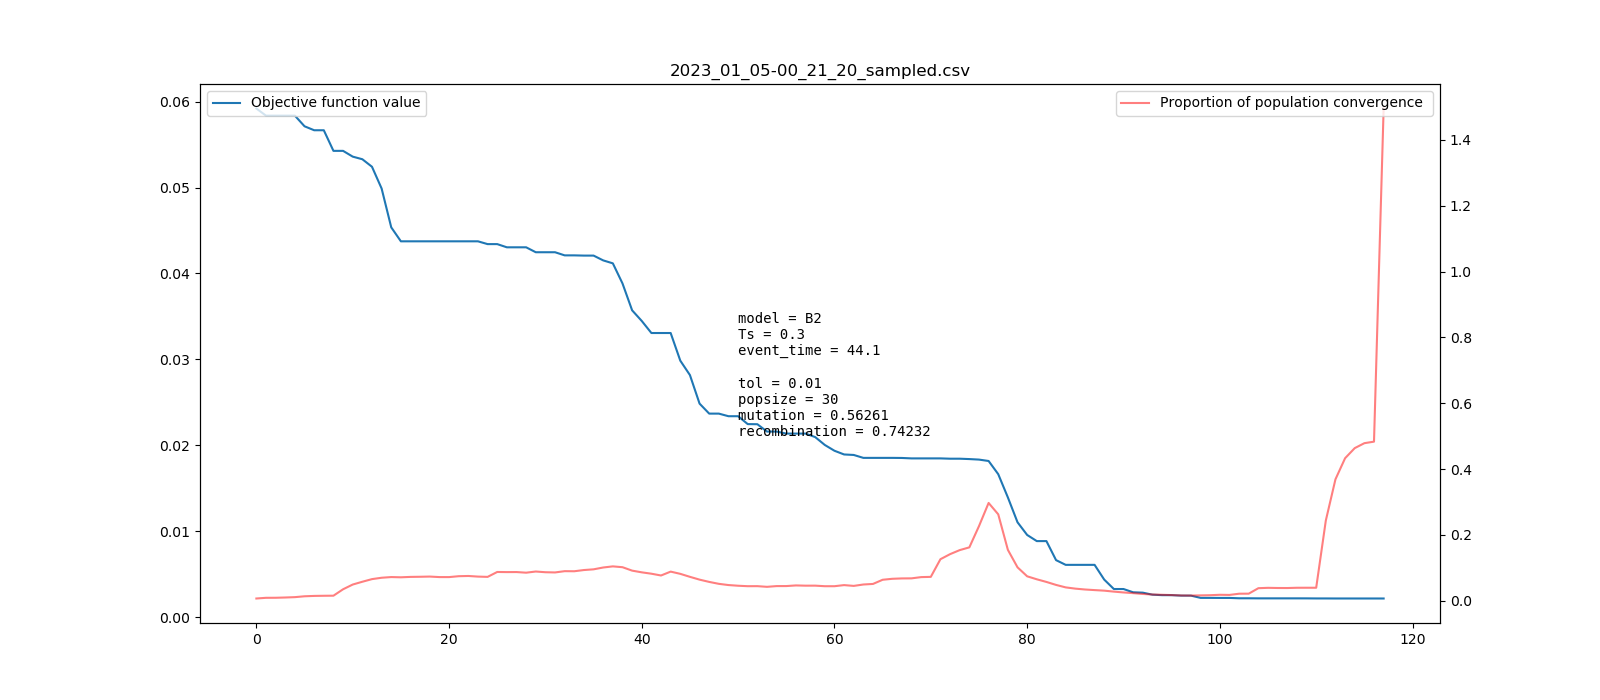 2023_01_05-00_21_20_sampled.csv
Objective function value
Proportion of population convergence
0.06
0.05
0.04
0.03
0.02
0.01
0.00
1.4
1.2
1.0
0.8
0.6
0.4
0.2
0.0
model = B2
Ts = 0.3
event_time = 44.1
tol = 0.01
popsize = 30
mutation = 0.56261
recombination = 0.74232
0
20
40
60
80
100
120